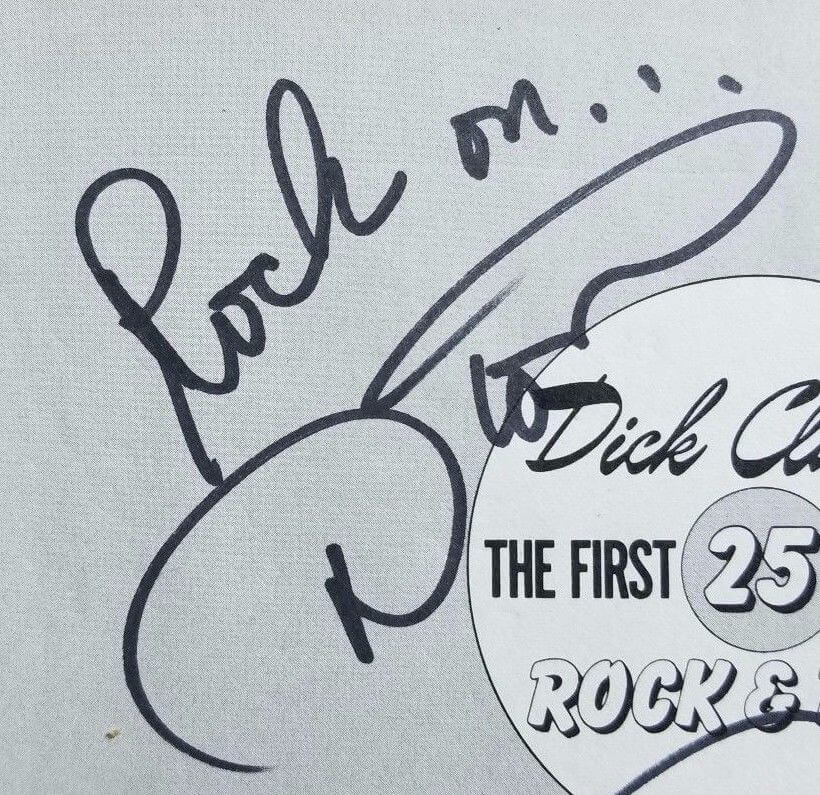 Rock on...
Dick Cl
THE FIRST 25
ROCK &